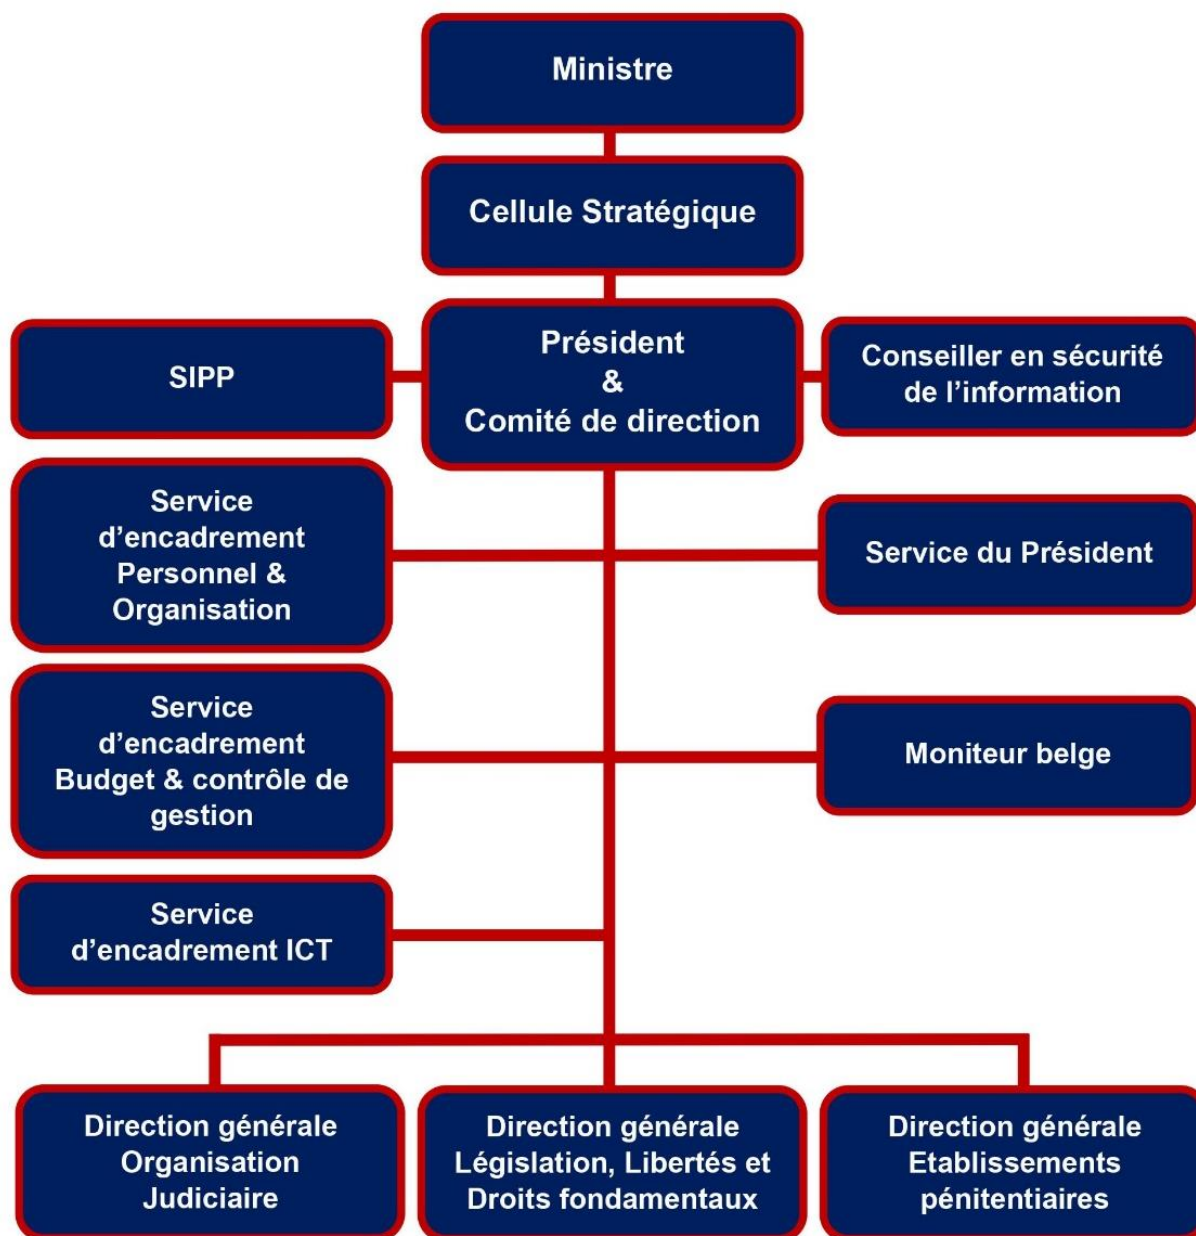 Ministre
Cellule Stratégique
Président
&
Comité de direction
SIPP
Conseiller en sécurité
de l’information
Service
d’encadrement
Personnel &
Organisation
Service du Président
Service
d’encadrement
Budget & contrôle de
gestion
Moniteur belge
Service
d’encadrement ICT
Direction générale
Organisation
Judiciaire
Direction générale
Législation, Libertés et
Droits fondamentaux
Direction générale
Etablissements
pénitentiaires